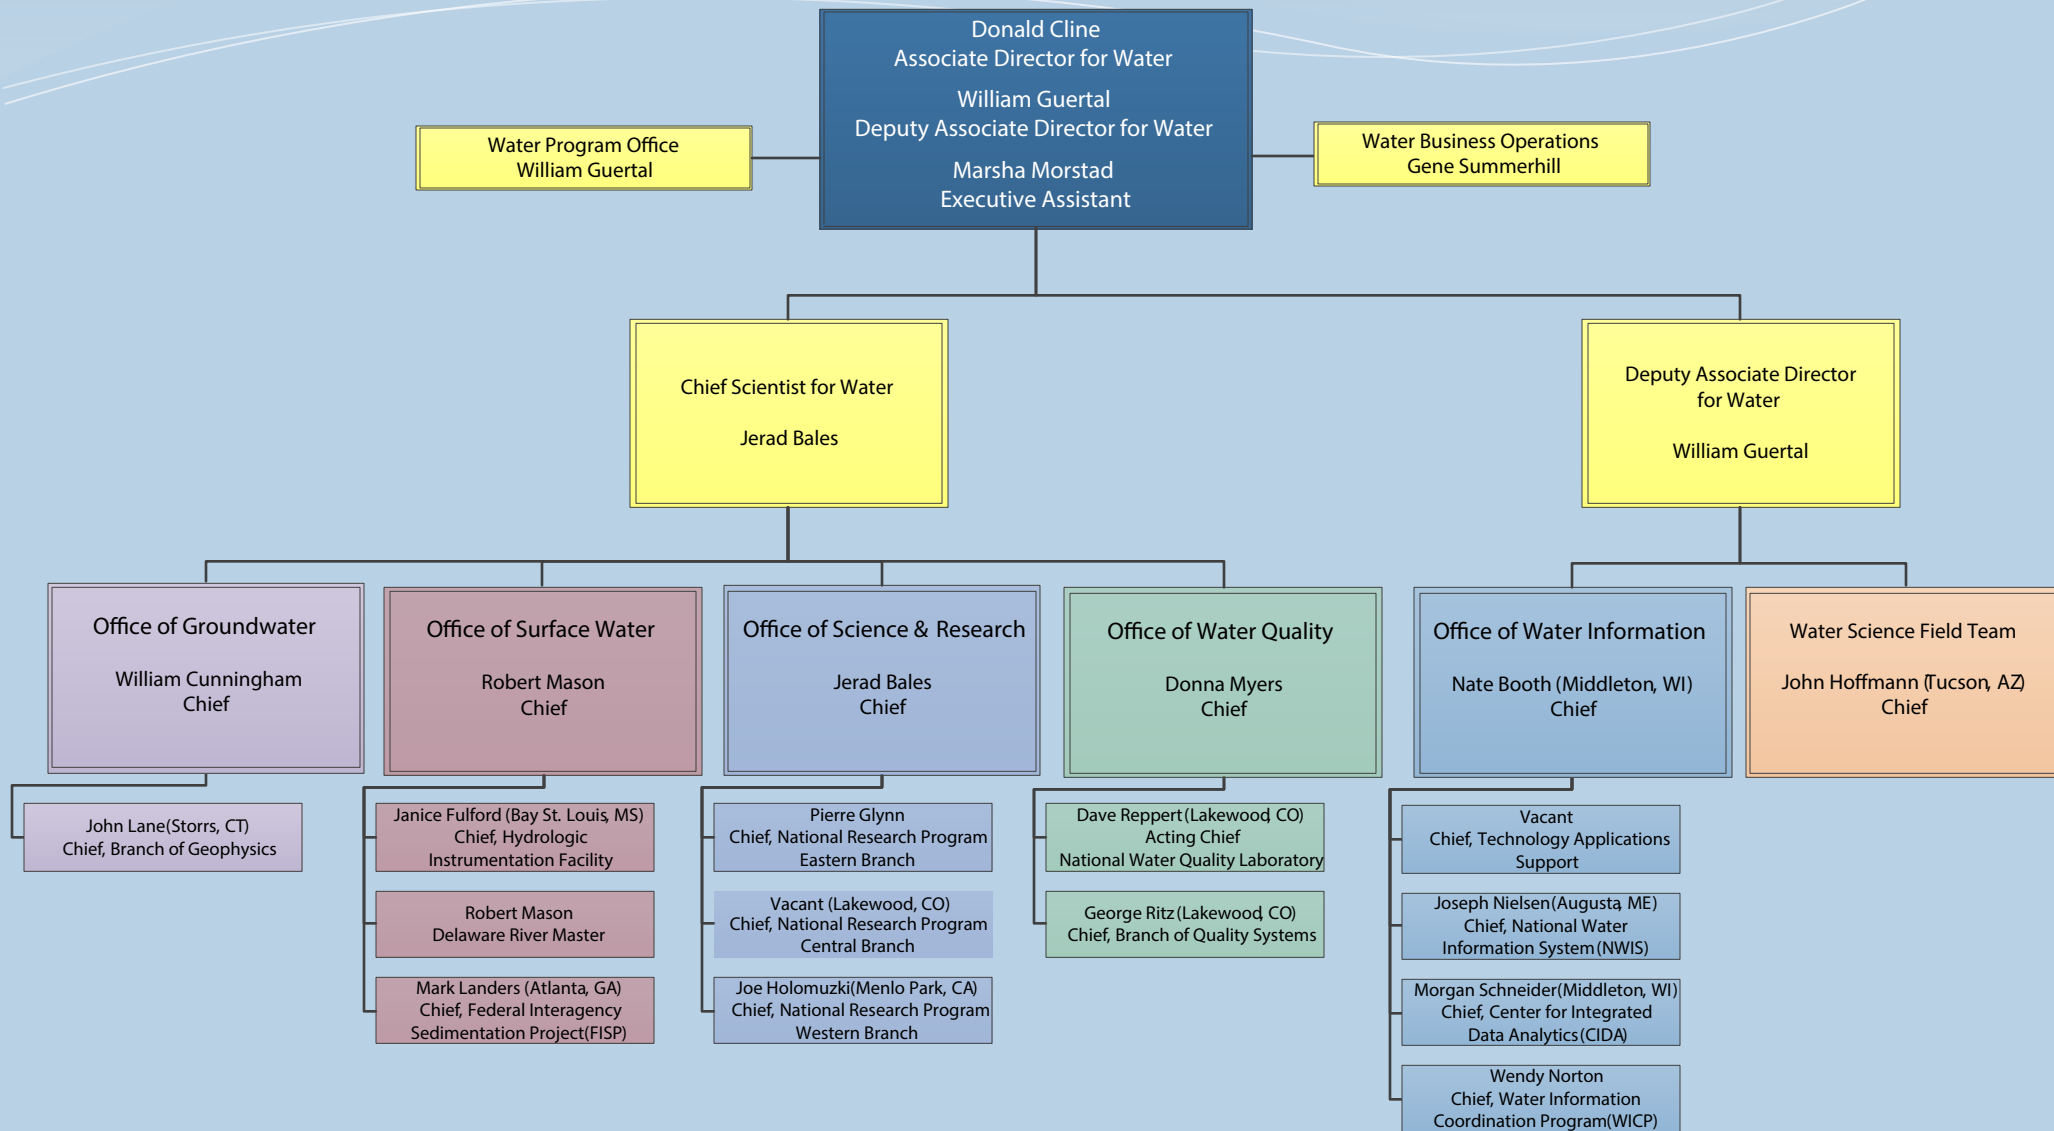 Donald Cline
Associate Director for Water
William Guertal
Deputy Associate Director for Water
Marsha Morstad
Executive Assistant
Water Program Office
William Guertal
Water Business Operations
Gene Summerhill
Chief Scientist for Water
Jerad Bales
Deputy Associate Director
for Water
William Guertal
Office of Groundwater
William Cunningham
Chief
Office of Surface Water
Robert Mason
Chief
Office of Science & Research
Jerad Bales
Chief
Office of Water Quality
Donna Myers
Chief
Office of Water Information
Nate Booth (Middleton, WI)
Chief
Water Science Field Team
John Hoffmann (Tucson, AZ)
Chief
John Lane(Storrs, CT)
Chief, Branch of Geophysics
Janice Fulford (Bay St. Louis, MS)
Chief, Hydrologic
Instrumentation Facility
Robert Mason
Delaware River Master
Mark Landers (Atlanta, GA)
Chief, Federal Interagency
Sedimentation Project(FISP)
Pierre Glynn
Chief, National Research Program
Eastern Branch
Vacant (Lakewood, CO)
Chief, National Research Program
Central Branch
Joe Holomuzki(Menlo Park, CA)
Chief, National Research Program
Western Branch
Dave Reppert(Lakewood, CO)
Acting Chief
National Water Quality Laboratory
George Ritz(Lakewood, CO)
Chief, Branch of Quality Systems
Vacant
Chief, Technology Applications
Support
Joseph Nielsen(Augusta, ME)
Chief, National Water
Information System(NWIS)
Morgan Schneider(Middleton, WI)
Chief, Center for Integrated
Data Analytics(CIDA)
Wendy Norton
Chief, Water Information
Coordination Program(WICP)